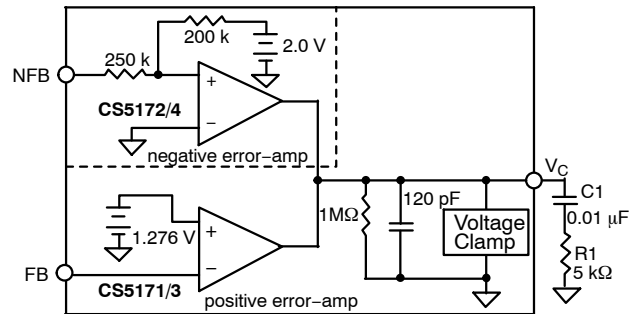 200 k
2.0 V
250 k
NFB
+
CS5172/4
−
negative error−amp
VC
C1
120 pF
0.01 µF
1MΩ
Voltage
Clamp
R1
5 kΩ
+
1.276 V
−
FB
CS5171/3
positive error−amp